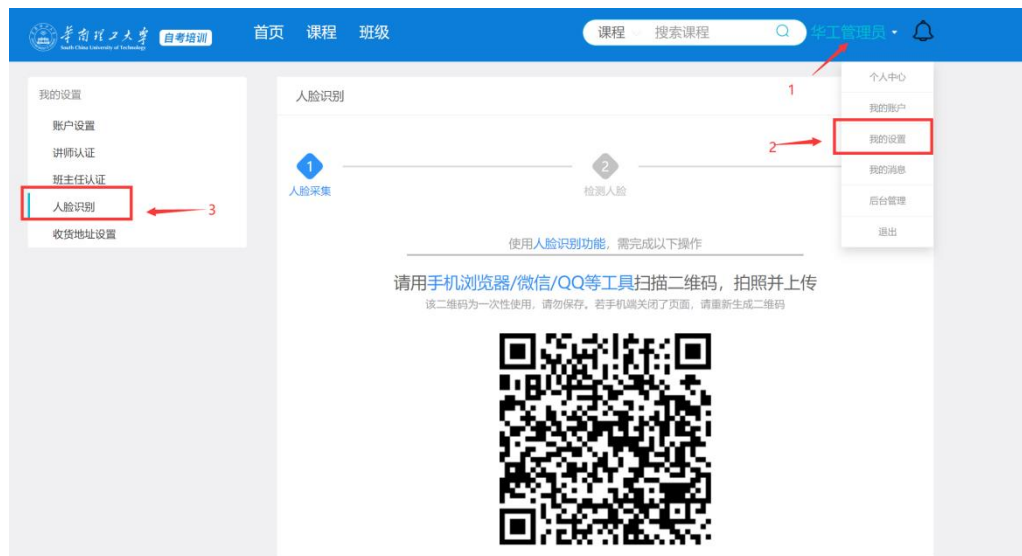 华南理工大学
South China University of Technology
自考培训
首页 课程 班级
课程 搜索课程
华工管理员
1
个人中心
我的账户
2
我的设置
我的消息
后台管理
退出
我的设置
账户设置
讲师认证
班主任认证
人脸识别
3
收货地址设置
人脸识别
1
人脸采集
2
检测人脸
使用人脸识别功能，需完成以下操作
请用手机浏览器/微信/QQ等工具扫描二维码，拍照并上传
该二维码为一次性使用，请勿保存。若手机端关闭了页面，请重新生成二维码